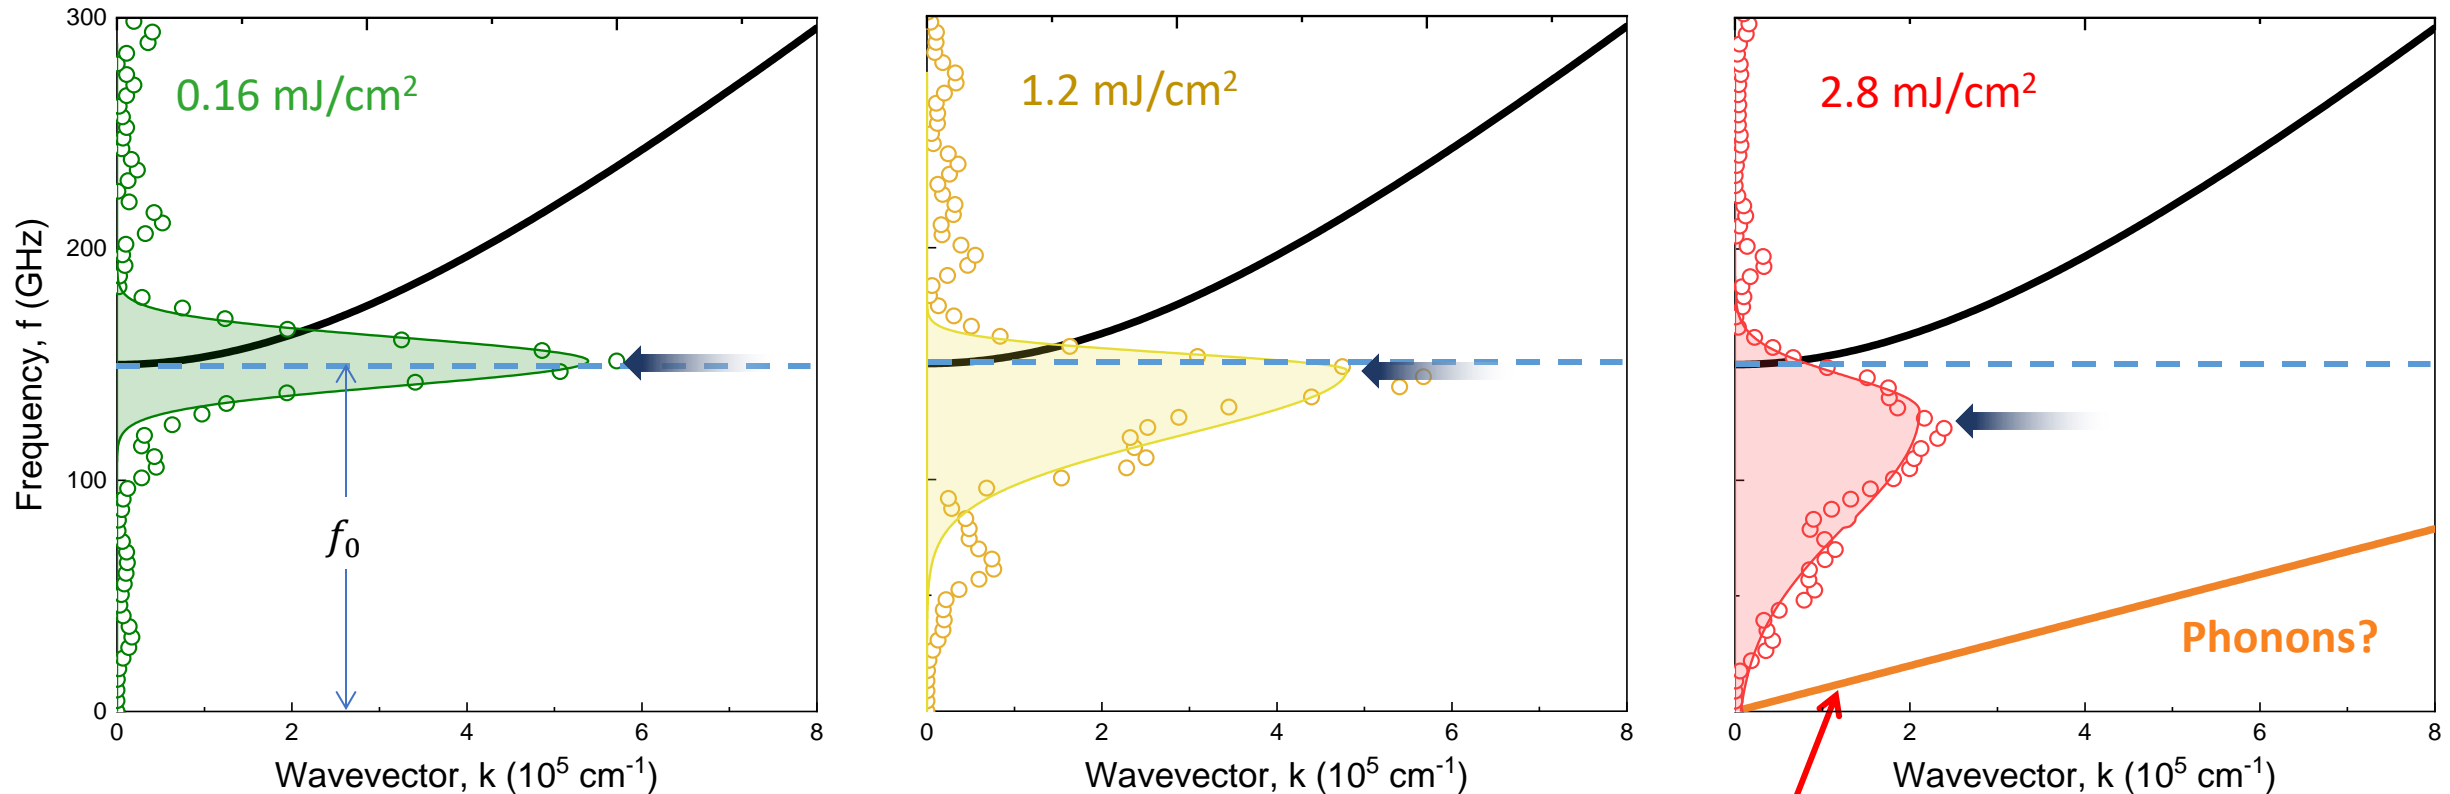 0.16 mJ/cm²
1.2 mJ/cm²
2.8 mJ/cm²
Frequency, f (GHz)
300
200
100
0
f₀
Phonons?
0 2 4 6 8
0 2 4 6 8
0 2 4 6 8
Wavevector, k (10⁵ cm⁻¹)
Wavevector, k (10⁵ cm⁻¹)
Wavevector, k (10⁵ cm⁻¹)